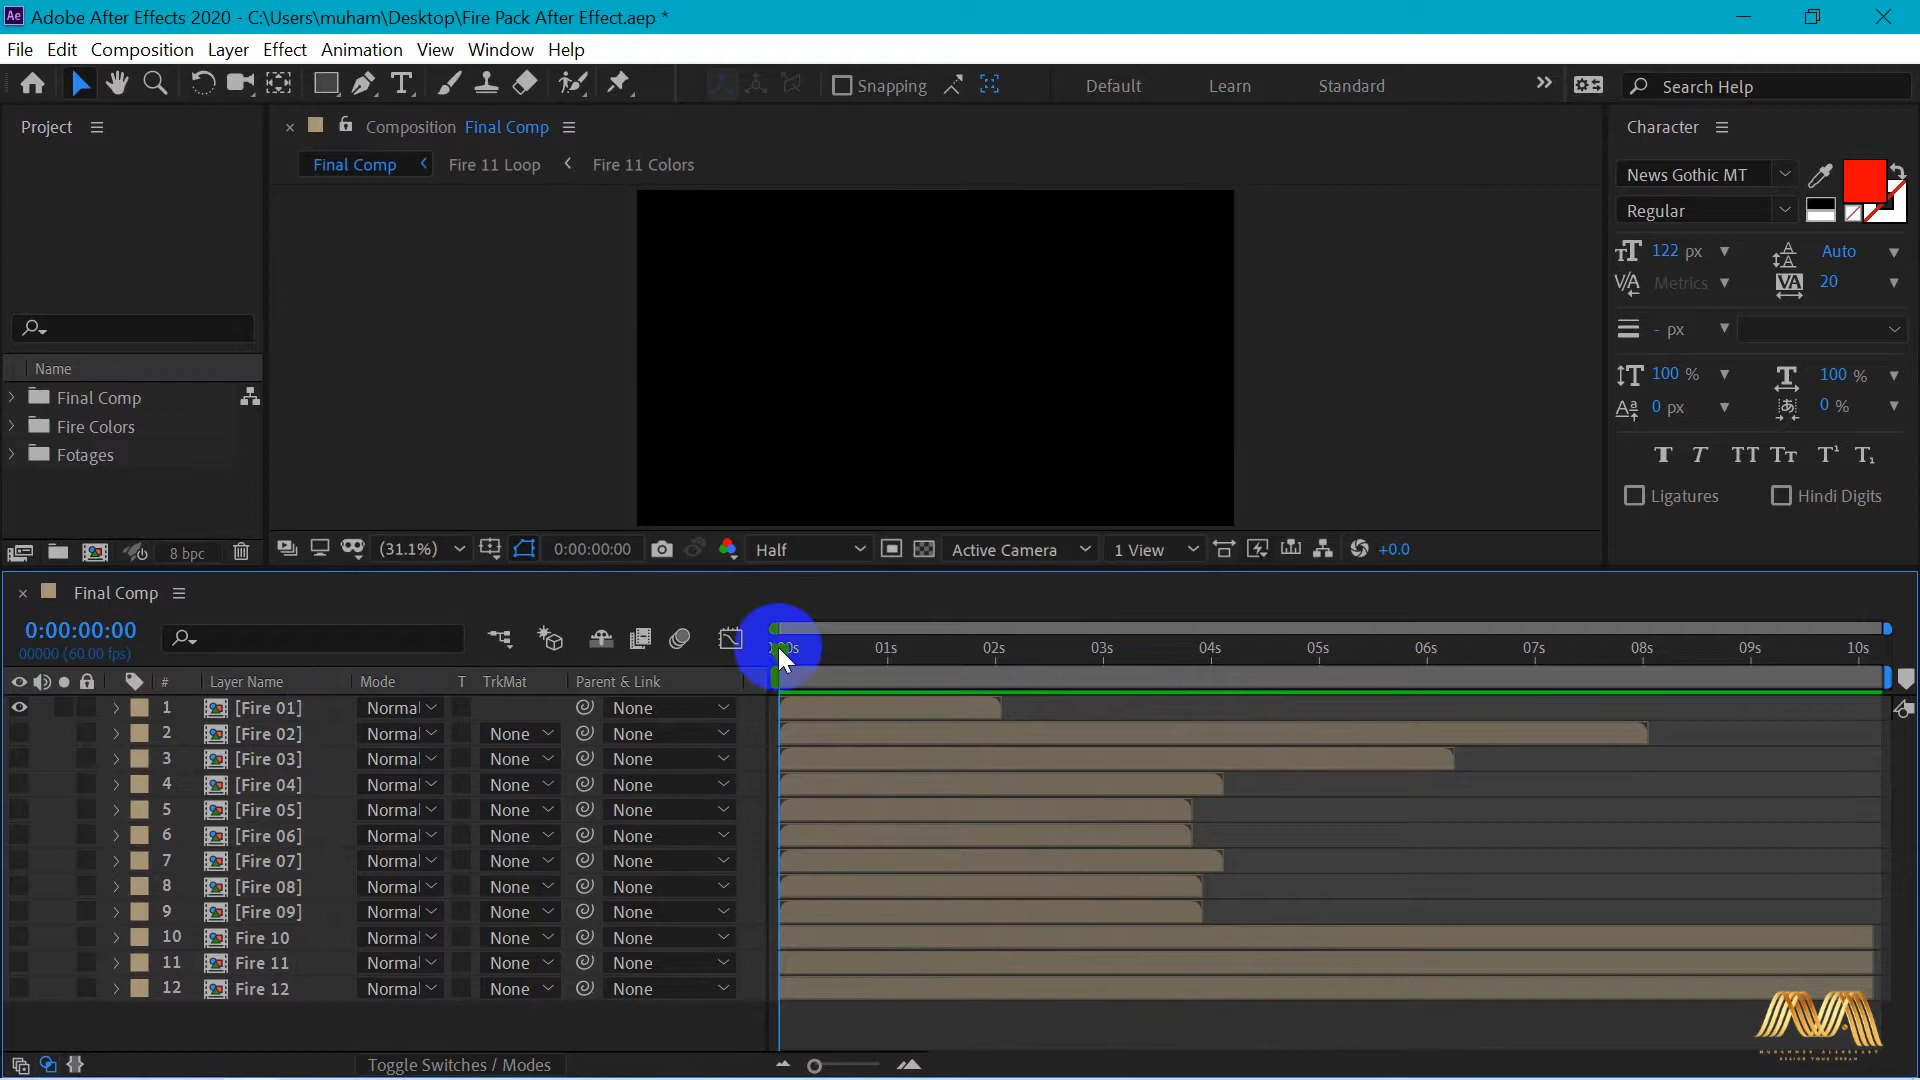 Ae Adobe After Effects 2020 - C:\Users\muham\Desktop\Fire Pack After Effect.aep *
File Edit Composition Layer Effect Animation View Window Help
Snapping Default Learn Standard Search Help
Project
× Composition Final Comp
Final Comp Fire 11 Loop Fire 11 Colors
Name
Final Comp
Fire Colors
Fotages
8 bpc
(31.1%) 0:00:00:00 Half Active Camera 1 View +0.0
Character
News Gothic MT
Regular
122 px Auto
Metrics 20
- px
100 % 100 %
0 px 0 %
Ligatures Hindi Digits
× Final Comp
0:00:00:00
00000 (60.00 fps)
01s 02s 03s 04s 05s 06s 07s 08s 09s 10s
# Layer Name Mode T TrkMat Parent & Link
1 [Fire 01] Normal None
2 [Fire 02] Normal None None
3 [Fire 03] Normal None None
4 [Fire 04] Normal None None
5 [Fire 05] Normal None None
6 [Fire 06] Normal None None
7 [Fire 07] Normal None None
8 [Fire 08] Normal None None
9 [Fire 09] Normal None None
10 Fire 10 Normal None None
11 Fire 11 Normal None None
12 Fire 12 Normal None None
Toggle Switches / Modes